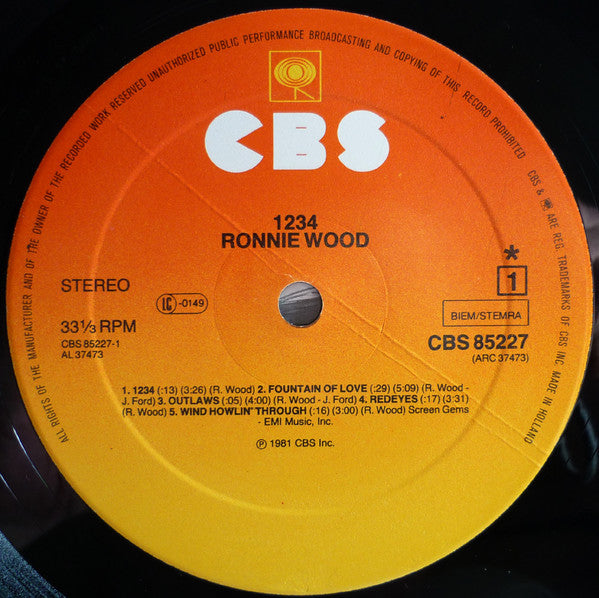 ALL RIGHTS OF THE MANUFACTURER AND OF THE OWNER OF THE RECORDED WORK RESERVED UNAUTHORIZED PUBLIC PERFORMANCE BROADCASTING AND COPYING OF THIS RECORD PROHIBITED
CBS & ARE REG. TRADEMARKS OF CBS INC. MADE IN HOLLAND
CBS
1234
RONNIE WOOD
STEREO
LC -0149
33⅓ RPM
CBS 85227-1
AL 37473
*
1
BIEM/STEMRA
CBS 85227
(ARC 37473)
1. 1234 (:13) (3:26) (R. Wood) 2. FOUNTAIN OF LOVE (:29) (5:09) (R. Wood -
J. Ford) 3. OUTLAWS (:05) (4:00) (R. Wood - J. Ford) 4. REDEYES (:17) (3:31)
(R. Wood) 5. WIND HOWLIN' THROUGH (:16) (3:00) (R. Wood) Screen Gems
- EMI Music, Inc.
℗ 1981 CBS Inc.